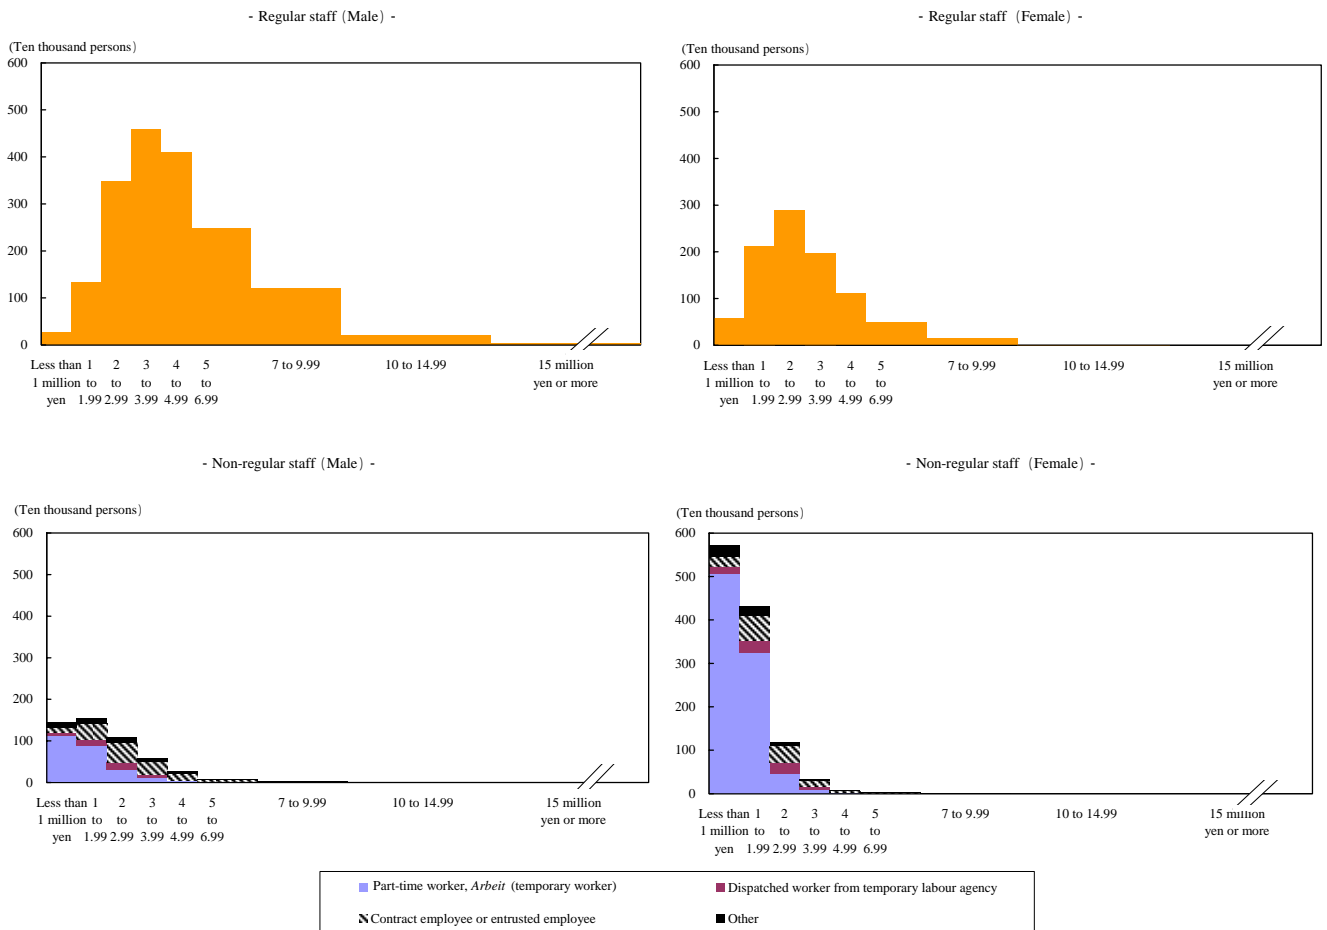 - Regular staff (Male) -
(Ten thousand persons)
600
500
400
300
200
100
0
Less than 1 2 3 4 5 7 to 9.99 10 to 14.99 15 million
1 million to to to to to yen or more
yen 1.99 2.99 3.99 4.99 6.99
- Regular staff (Female) -
(Ten thousand persons)
600
500
400
300
200
100
0
Less than 1 2 3 4 5 7 to 9.99 10 to 14.99 15 million
1 million to to to to to yen or more
yen 1.99 2.99 3.99 4.99 6.99
- Non-regular staff (Male) -
(Ten thousand persons)
600
500
400
300
200
100
0
Less than 1 2 3 4 5 7 to 9.99 10 to 14.99 15 million
1 million to to to to to yen or more
yen 1.99 2.99 3.99 4.99 6.99
- Non-regular staff (Female) -
(Ten thousand persons)
600
500
400
300
200
100
0
Less than 1 2 3 4 5 7 to 9.99 10 to 14.99 15 million
1 million to to to to to yen or more
yen 1.99 2.99 3.99 4.99 6.99
Part-time worker, Arbeit (temporary worker)
Dispatched worker from temporary labour agency
Contract employee or entrusted employee
Other